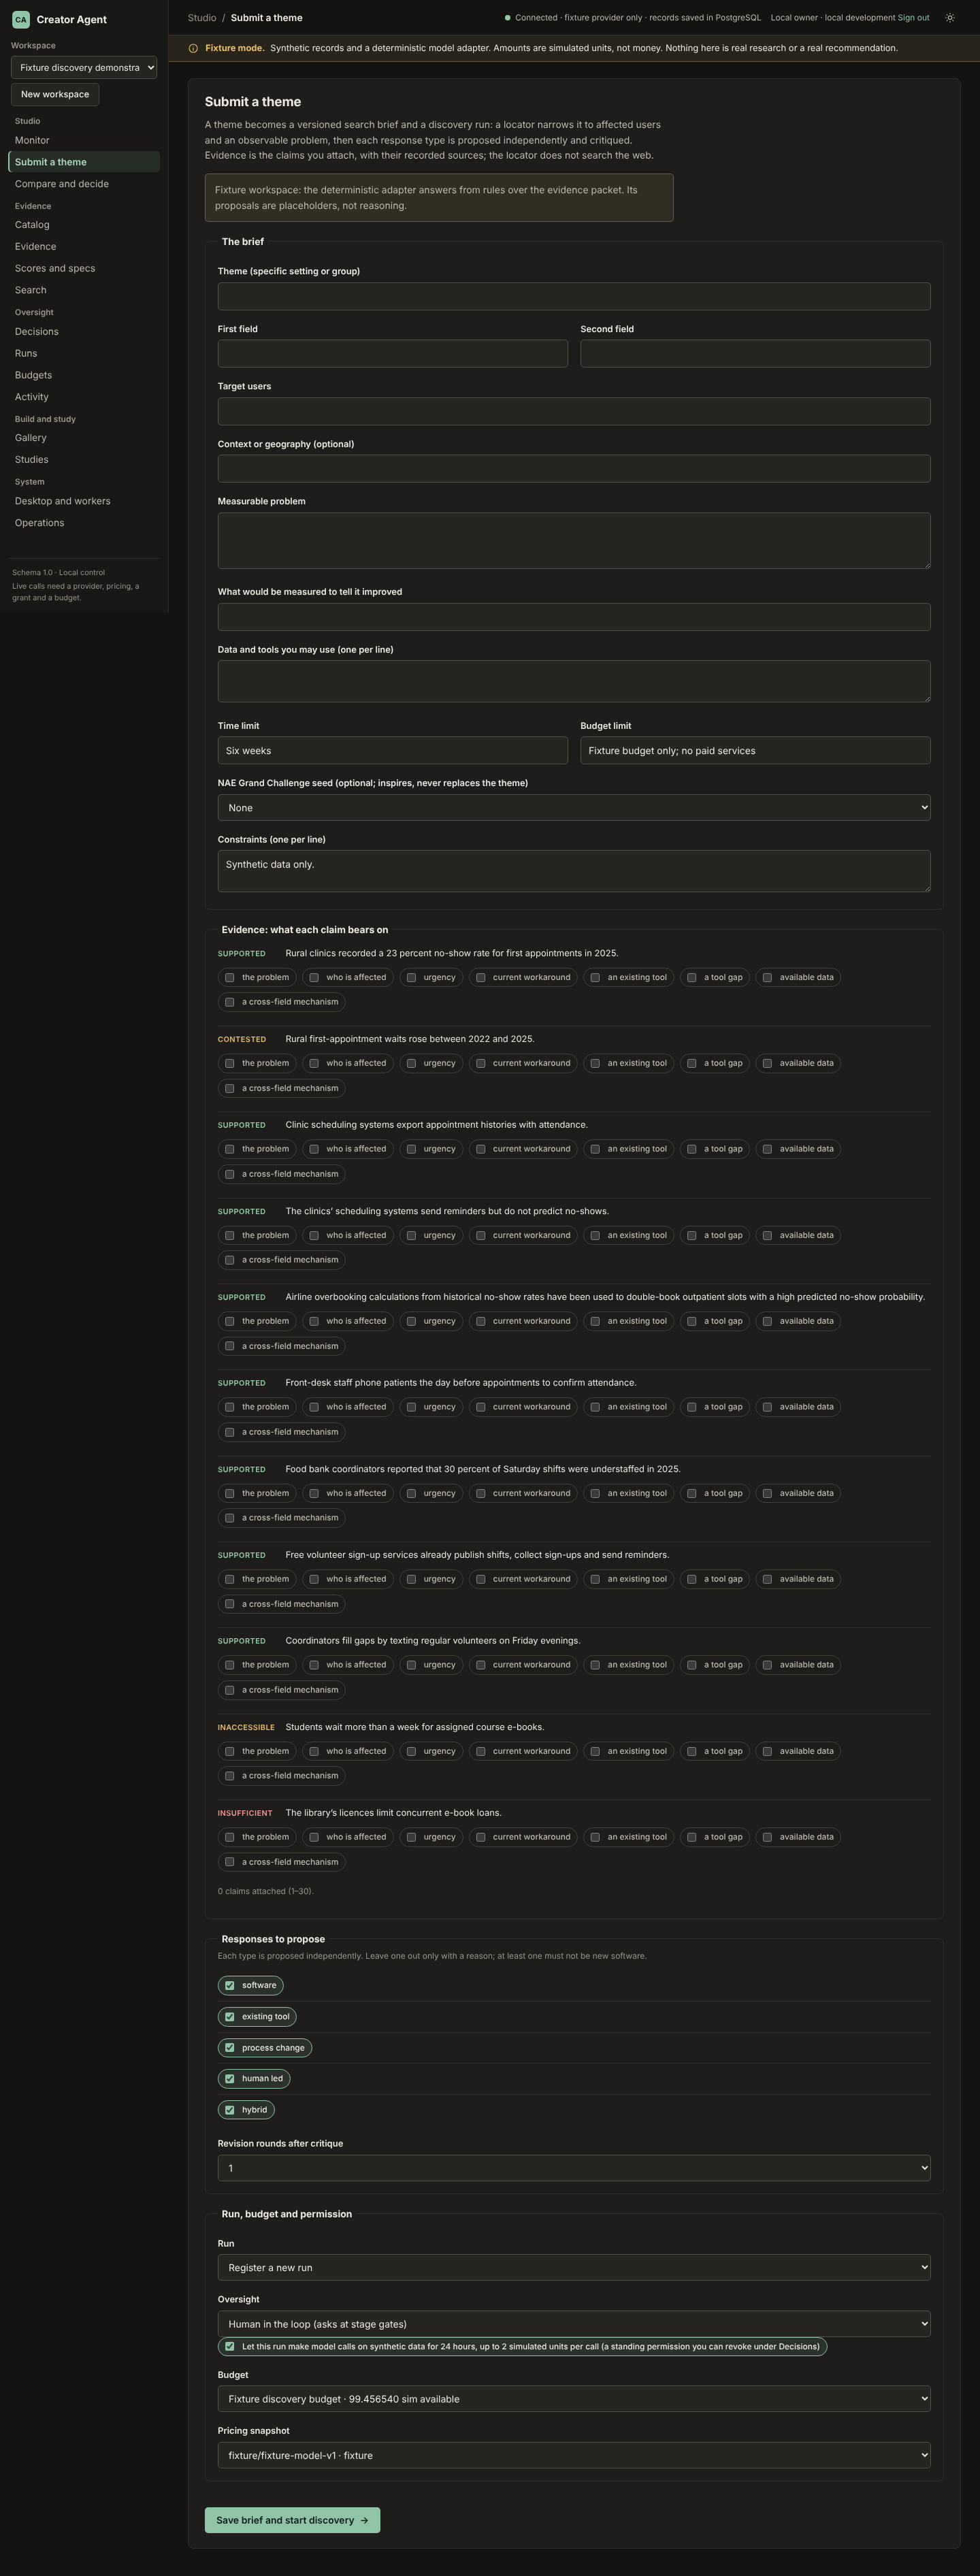 CA Creator Agent
Workspace
Fixture discovery demonstra
New workspace
Studio
Monitor
Submit a theme
Compare and decide
Evidence
Catalog
Evidence
Scores and specs
Search
Oversight
Decisions
Runs
Budgets
Activity
Build and study
Gallery
Studies
System
Desktop and workers
Operations
Schema 1.0 · Local control
Live calls need a provider, pricing, a
grant and a budget.
Studio / Submit a theme
Connected · fixture provider only · records saved in PostgreSQL Local owner · local development Sign out
Fixture mode. Synthetic records and a deterministic model adapter. Amounts are simulated units, not money. Nothing here is real research or a real recommendation.
Submit a theme
A theme becomes a versioned search brief and a discovery run: a locator narrows it to affected users
and an observable problem, then each response type is proposed independently and critiqued.
Evidence is the claims you attach, with their recorded sources; the locator does not search the web.
Fixture workspace: the deterministic adapter answers from rules over the evidence packet. Its
proposals are placeholders, not reasoning.
The brief
Theme (specific setting or group)
First field Second field
Target users
Context or geography (optional)
Measurable problem
What would be measured to tell it improved
Data and tools you may use (one per line)
Time limit Budget limit
Six weeks Fixture budget only; no paid services
NAE Grand Challenge seed (optional; inspires, never replaces the theme)
None
Constraints (one per line)
Synthetic data only.
Evidence: what each claim bears on
SUPPORTED Rural clinics recorded a 23 percent no-show rate for first appointments in 2025.
the problem who is affected urgency current workaround an existing tool a tool gap available data
a cross-field mechanism
CONTESTED Rural first-appointment waits rose between 2022 and 2025.
the problem who is affected urgency current workaround an existing tool a tool gap available data
a cross-field mechanism
SUPPORTED Clinic scheduling systems export appointment histories with attendance.
the problem who is affected urgency current workaround an existing tool a tool gap available data
a cross-field mechanism
SUPPORTED The clinics’ scheduling systems send reminders but do not predict no-shows.
the problem who is affected urgency current workaround an existing tool a tool gap available data
a cross-field mechanism
SUPPORTED Airline overbooking calculations from historical no-show rates have been used to double-book outpatient slots with a high predicted no-show probability.
the problem who is affected urgency current workaround an existing tool a tool gap available data
a cross-field mechanism
SUPPORTED Front-desk staff phone patients the day before appointments to confirm attendance.
the problem who is affected urgency current workaround an existing tool a tool gap available data
a cross-field mechanism
SUPPORTED Food bank coordinators reported that 30 percent of Saturday shifts were understaffed in 2025.
the problem who is affected urgency current workaround an existing tool a tool gap available data
a cross-field mechanism
SUPPORTED Free volunteer sign-up services already publish shifts, collect sign-ups and send reminders.
the problem who is affected urgency current workaround an existing tool a tool gap available data
a cross-field mechanism
SUPPORTED Coordinators fill gaps by texting regular volunteers on Friday evenings.
the problem who is affected urgency current workaround an existing tool a tool gap available data
a cross-field mechanism
INACCESSIBLE Students wait more than a week for assigned course e-books.
the problem who is affected urgency current workaround an existing tool a tool gap available data
a cross-field mechanism
INSUFFICIENT The library’s licences limit concurrent e-book loans.
the problem who is affected urgency current workaround an existing tool a tool gap available data
a cross-field mechanism
0 claims attached (1–30).
Responses to propose
Each type is proposed independently. Leave one out only with a reason; at least one must not be new software.
software
existing tool
process change
human led
hybrid
Revision rounds after critique
1
Run, budget and permission
Run
Register a new run
Oversight
Human in the loop (asks at stage gates)
Let this run make model calls on synthetic data for 24 hours, up to 2 simulated units per call (a standing permission you can revoke under Decisions)
Budget
Fixture discovery budget · 99.456540 sim available
Pricing snapshot
fixture/fixture-model-v1 · fixture
Save brief and start discovery →